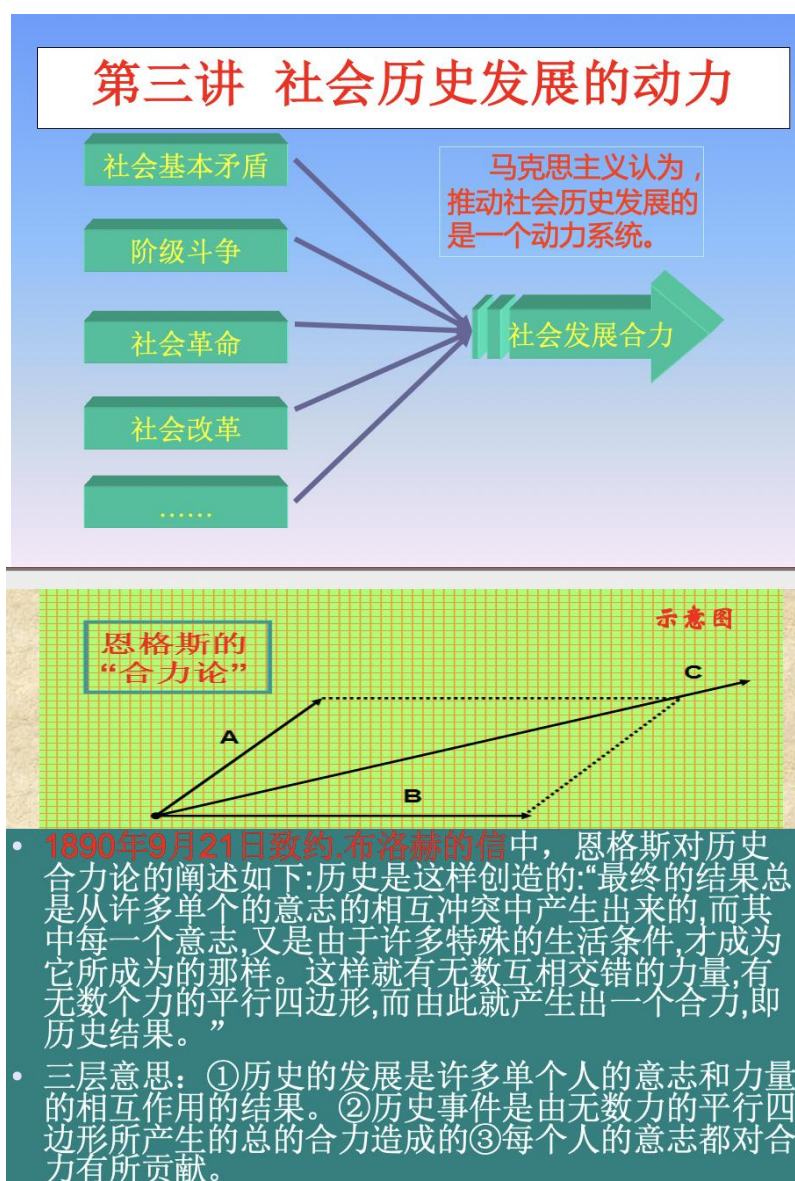 第三讲 社会历史发展的动力
社会基本矛盾
阶级斗争
社会革命
社会改革
……
马克思主义认为，
推动社会历史发展的
是一个动力系统。
社会发展合力
恩格斯的
“合力论”
示意图
A
B
C
• 1890年9月21日致约.布洛赫的信中，恩格斯对历史
合力论的阐述如下:历史是这样创造的:“最终的结果总
是从许多单个的意志的相互冲突中产生出来的,而其
中每一个意志,又是由于许多特殊的生活条件,才成为
它所成为的那样。这样就有无数互相交错的力量,有
无数个力的平行四边形,而由此就产生出一个合力,即
历史结果。”
• 三层意思：①历史的发展是许多单个人的意志和力量
的相互作用的结果。②历史事件是由无数力的平行四
边形所产生的总的合力造成的③每个人的意志都对合
力有所贡献。